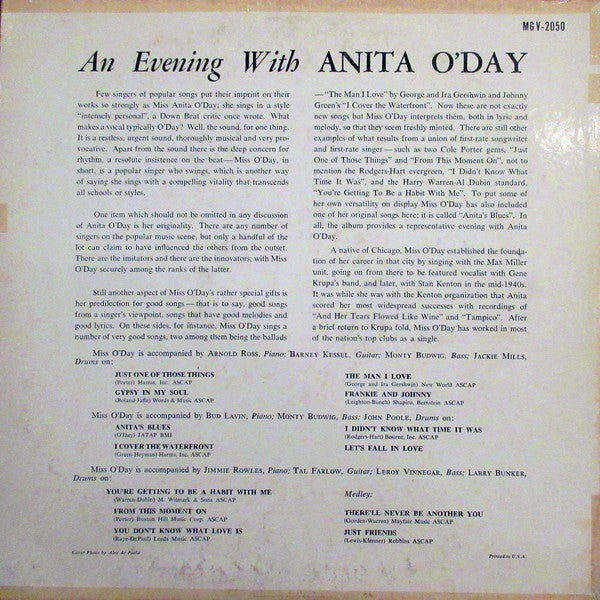 MG V-2050
An Evening With ANITA O'DAY
Few singers of popular songs put their imprint on their
works so strongly as Miss Anita O'Day; she sings in a style
"intensely personal", a Down Beat critic once wrote. What
makes a vocal typically O'Day? Well, the sound, for one thing.
It is a restless, urgent sound, thoroughly musical and very pro-
vocative. Apart from the sound there is the deep concern for
rhythm, a resolute insistence on the beat—Miss O'Day, in
short, is a popular singer who swings, which is another way
of saying she sings with a compelling vitality that transcends
all schools or styles.
One item which should not be omitted in any discussion
of Anita O'Day is her originality. There are any number of
singers on the popular music scene, but only a handful of the
lot can claim to have influenced the others from the outset.
There are the imitators and there are the innovators, with Miss
O'Day securely among the ranks of the latter.
Still another aspect of Miss O'Day's rather special gifts is
her predilection for good songs—that is to say, good songs
from a singer's viewpoint, songs that have good melodies and
good lyrics. On these sides, for instance, Miss O'Day sings a
number of very good songs, two among them being the ballads
— "The Man I Love" by George and Ira Gershwin and Johnny
Green's "I Cover the Waterfront". Now these are not exactly
new songs but Miss O'Day interprets them, both in lyric and
melody, so that they seem freshly minted. There are still other
examples of what results from a union of first-rate songwriter
and first-rate singer—such as two Cole Porter gems, "Just
One of Those Things" and "From This Moment On", not to
mention the Rodgers-Hart evergreen, "I Didn't Know What
Time It Was", and the Harry Warren-Al Dubin standard,
"You're Getting To Be a Habit With Me". To put some of
her own versatility on display Miss O'Day has also included
one of her original songs here; it is called "Anita's Blues". In
all, the album provides a representative evening with Anita
O'Day.
A native of Chicago, Miss O'Day established the founda-
tion of her career in that city by singing with the Max Miller
unit, going on from there to be featured vocalist with Gene
Krupa's band, and later, with Stan Kenton in the mid-1940s.
It was while she was with the Kenton organization that Anita
scored her most widespread successes with recordings of
"And Her Tears Flowed Like Wine" and "Tampico". After
a brief return to Krupa fold, Miss O'Day has worked in most
of the nation's top clubs as a single.
Miss O'Day is accompanied by ARNOLD ROSS, Piano; BARNEY KESSEL, Guitar; MONTY BUDWIG, Bass; JACKIE MILLS,
Drums on:
JUST ONE OF THOSE THINGS
(Porter) Harms, Inc. ASCAP
GYPSY IN MY SOUL
(Boland-Jaffe) Words & Music ASCAP
THE MAN I LOVE
(George and Ira Gershwin) New World ASCAP
FRANKIE AND JOHNNY
(Leighton-Bunch) Shapiro, Bernstein ASCAP
Miss O'Day is accompanied by BUD LAVIN, Piano; MONTY BUDWIG, Bass; JOHN POOLE, Drums on:
ANITA'S BLUES
(O'Day) JATAP BMI
I COVER THE WATERFRONT
(Green-Heyman) Harms, Inc. ASCAP
I DIDN'T KNOW WHAT TIME IT WAS
(Rodgers-Hart) Bourne, Inc. ASCAP
LET'S FALL IN LOVE
Miss O'Day is accompanied by JIMMIE ROWLES, Piano; TAL FARLOW, Guitar; LEROY VINNEGAR, Bass; LARRY BUNKER,
Drums on:
YOU'RE GETTING TO BE A HABIT WITH ME
(Warren-Dubin) M. Witmark & Sons ASCAP
FROM THIS MOMENT ON
(Porter) Buxton Hill Music Corp. ASCAP
YOU DON'T KNOW WHAT LOVE IS
(Raye-DePaul) Leeds Music ASCAP
Medley:
THERE'LL NEVER BE ANOTHER YOU
(Gorden-Warren) Mayfair Music ASCAP
JUST FRIENDS
(Lewis-Klenner) Robbins ASCAP
Cover Photo by Alex de Paola
Printed in U.S.A.